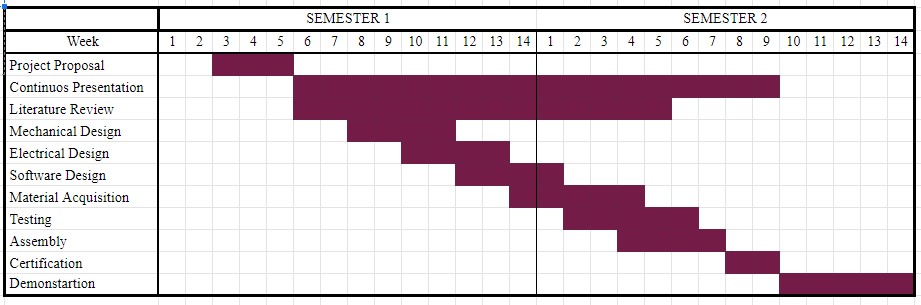 SEMESTER 1 SEMESTER 2
Week 1 2 3 4 5 6 7 8 9 10 11 12 13 14 1 2 3 4 5 6 7 8 9 10 11 12 13 14
Project Proposal
Continuos Presentation
Literature Review
Mechanical Design
Electrical Design
Software Design
Material Acquisition
Testing
Assembly
Certification
Demonstartion